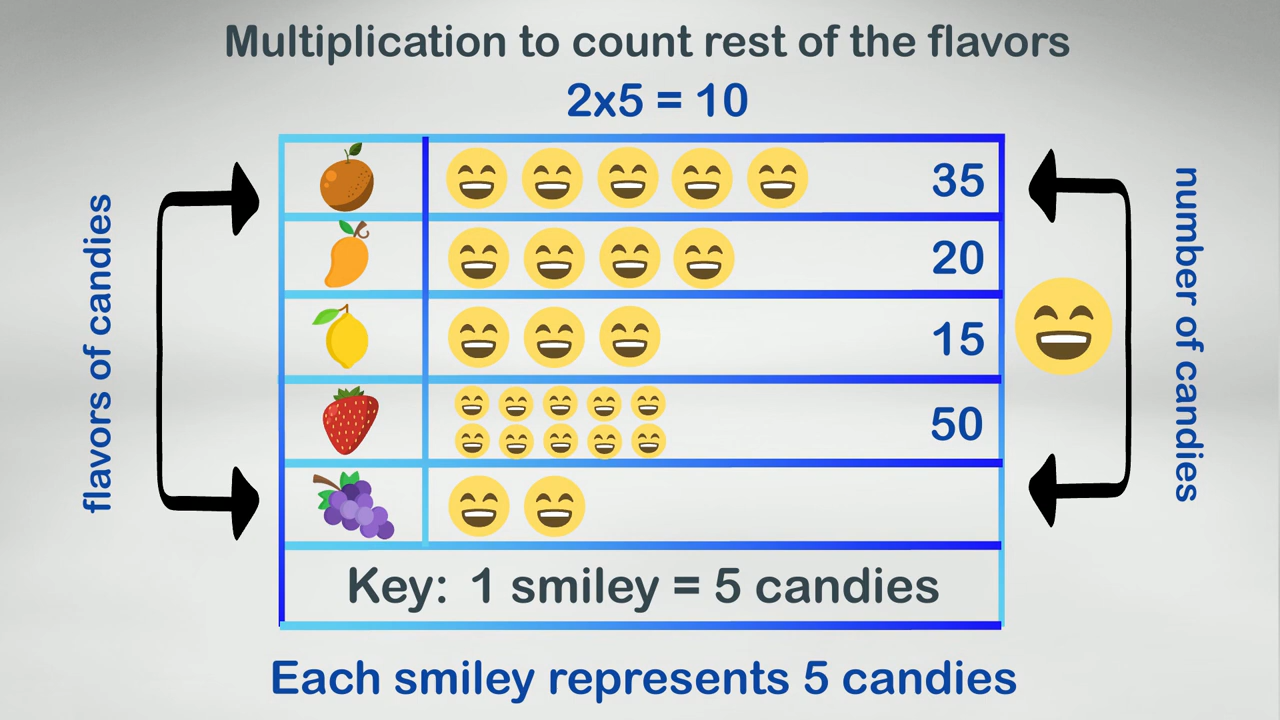 Multiplication to count rest of the flavors
2x5 = 10
flavors of candies
35
20
15
50
number of candies
Key: 1 smiley = 5 candies
Each smiley represents 5 candies